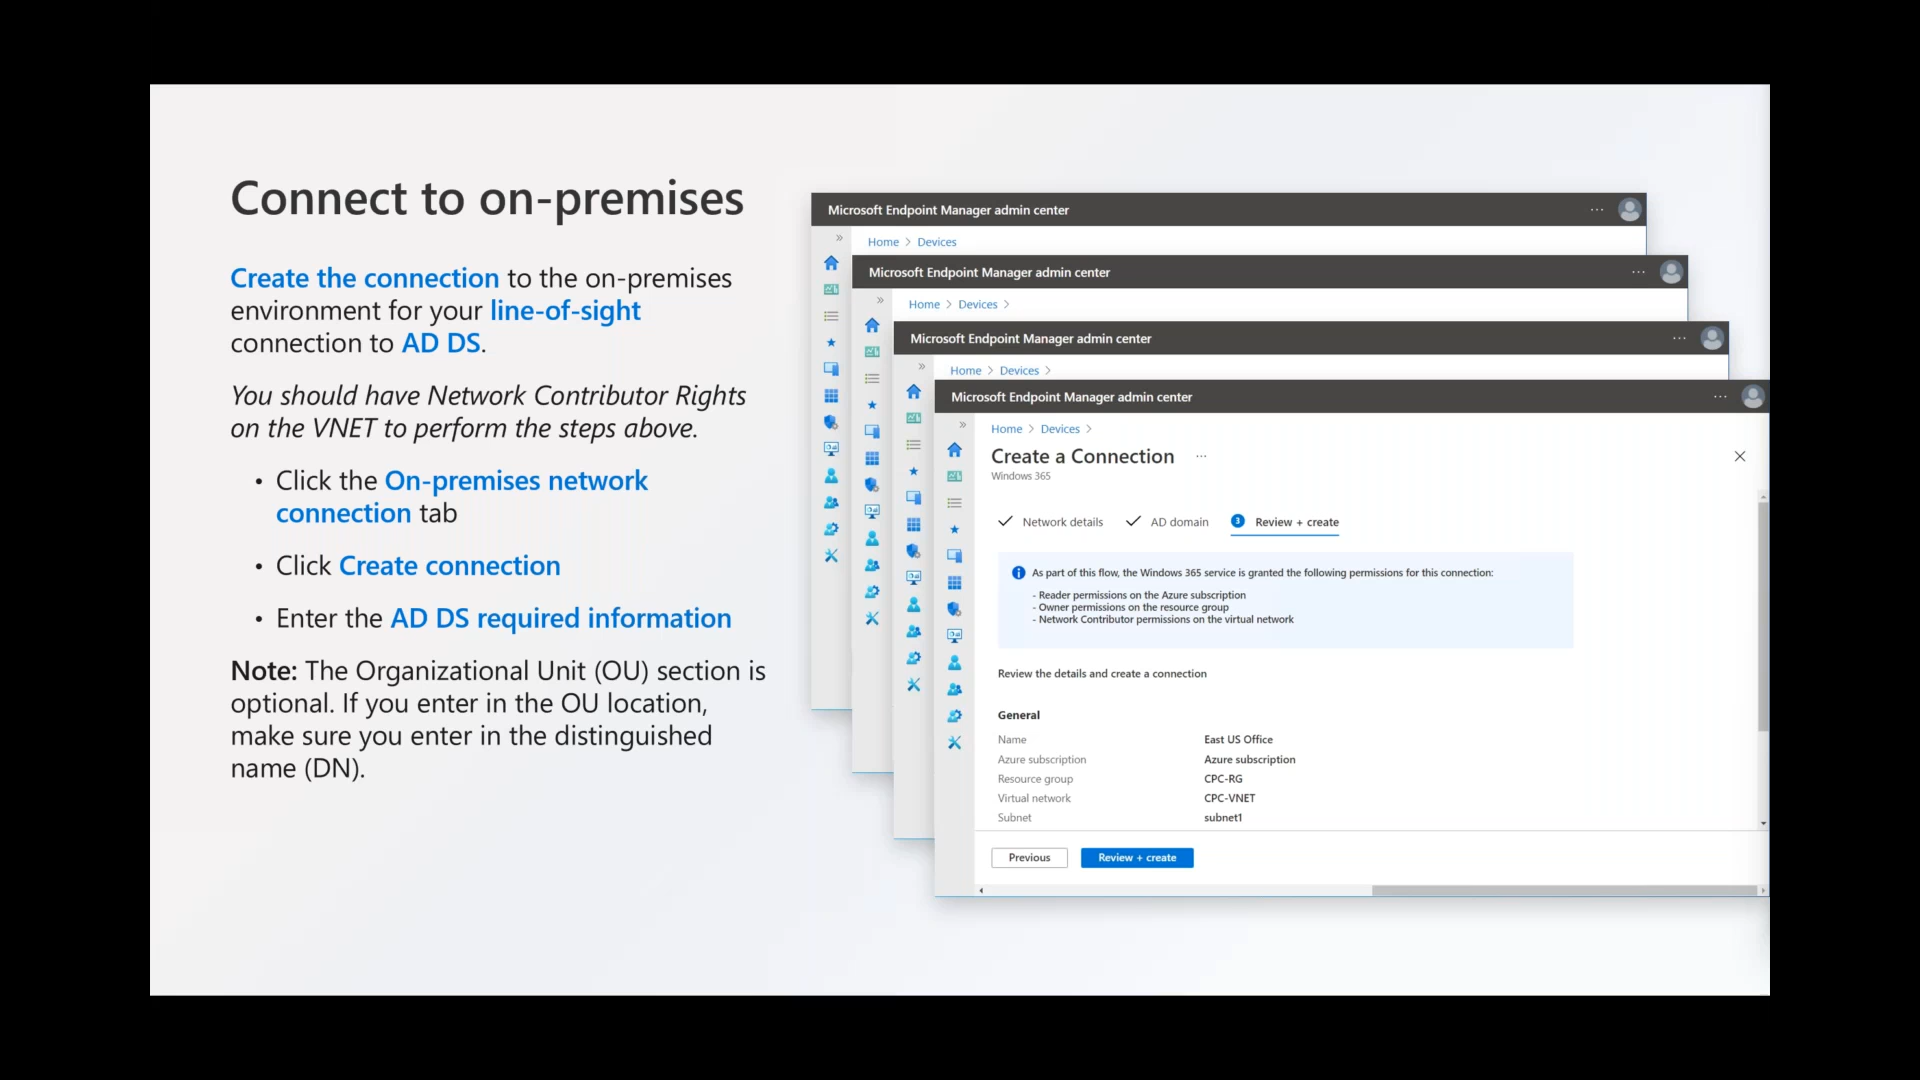 Connect to on-premises
Create the connection to the on-premises
environment for your line-of-sight
connection to AD DS.
You should have Network Contributor Rights
on the VNET to perform the steps above.
• Click the On-premises network
connection tab
• Click Create connection
• Enter the AD DS required information
Note: The Organizational Unit (OU) section is
optional. If you enter in the OU location,
make sure you enter in the distinguished
name (DN).
Microsoft Endpoint Manager admin center
Home > Devices
Microsoft Endpoint Manager admin center
Home > Devices >
Microsoft Endpoint Manager admin center
Home > Devices >
Microsoft Endpoint Manager admin center
Home > Devices >
Create a Connection ...
Windows 365
Network details AD domain 3 Review + create
As part of this flow, the Windows 365 service is granted the following permissions for this connection:
- Reader permissions on the Azure subscription
- Owner permissions on the resource group
- Network Contributor permissions on the virtual network
Review the details and create a connection
General
Name East US Office
Azure subscription Azure subscription
Resource group CPC-RG
Virtual network CPC-VNET
Subnet subnet1
Previous Review + create